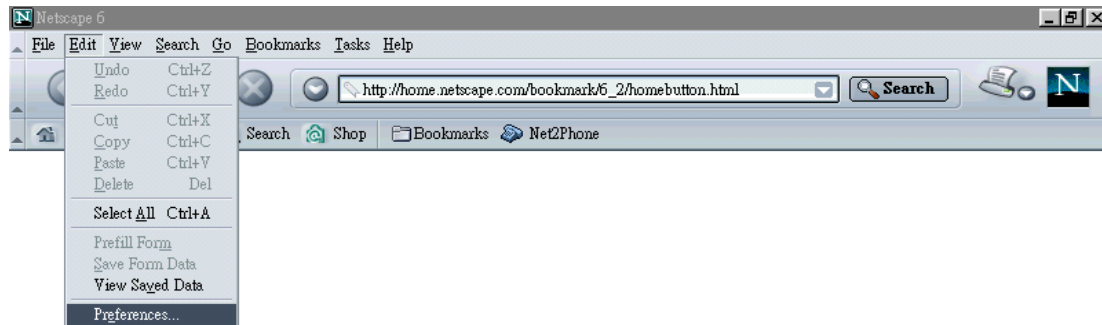 Netscape 6
File Edit View Search Go Bookmarks Tasks Help
http://home.netscape.com/bookmark/6_2/homebutton.html Search N
Search Shop Bookmarks Net2Phone
Undo Ctrl+Z
Redo Ctrl+Y
Cut Ctrl+X
Copy Ctrl+C
Paste Ctrl+V
Delete Del
Select All Ctrl+A
Prefill Form
Save Form Data
View Saved Data
Preferences...